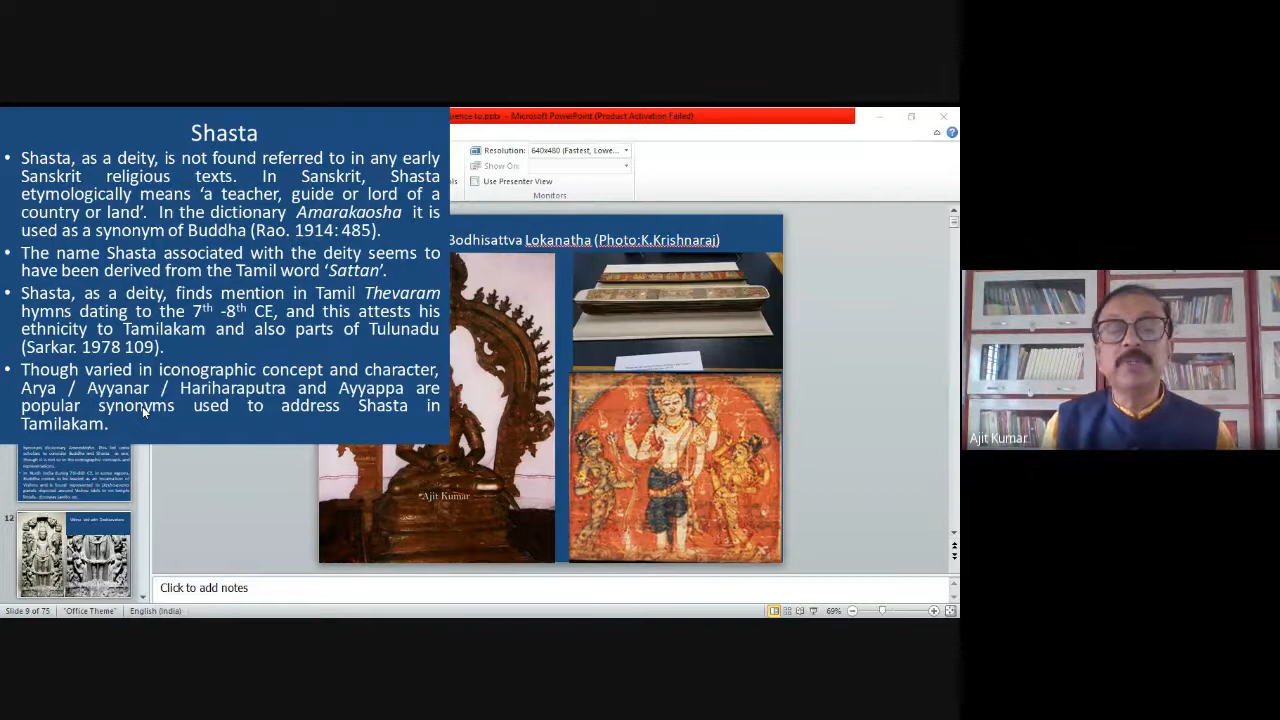 Shasta
• Shasta, as a deity, is not found referred to in any early
Sanskrit religious texts. In Sanskrit, Shasta
etymologically means ‘a teacher, guide or lord of a
country or land’. In the dictionary Amarakaosha it is
used as a synonym of Buddha (Rao. 1914: 485).
• The name Shasta associated with the deity seems to
have been derived from the Tamil word ‘Sattan’.
• Shasta, as a deity, finds mention in Tamil Thevaram
hymns dating to the 7th -8th CE, and this attests his
ethnicity to Tamilakam and also parts of Tulunadu
(Sarkar. 1978 109).
• Though varied in iconographic concept and character,
Arya / Ayyanar / Hariharaputra and Ayyappa are
popular synonyms used to address Shasta in
Tamilakam.
to.pptx - Microsoft PowerPoint (Product Activation Failed)
Resolution: 640x480 (Fastest, Lowe...
Show On:
Use Presenter View
Monitors
Bodhisattva Lokanatha (Photo:K.Krishnaraj)
Ajit Kumar
12
Click to add notes
Slide 9 of 75
"Office Theme"
English (India)
69%
Ajit Kumar